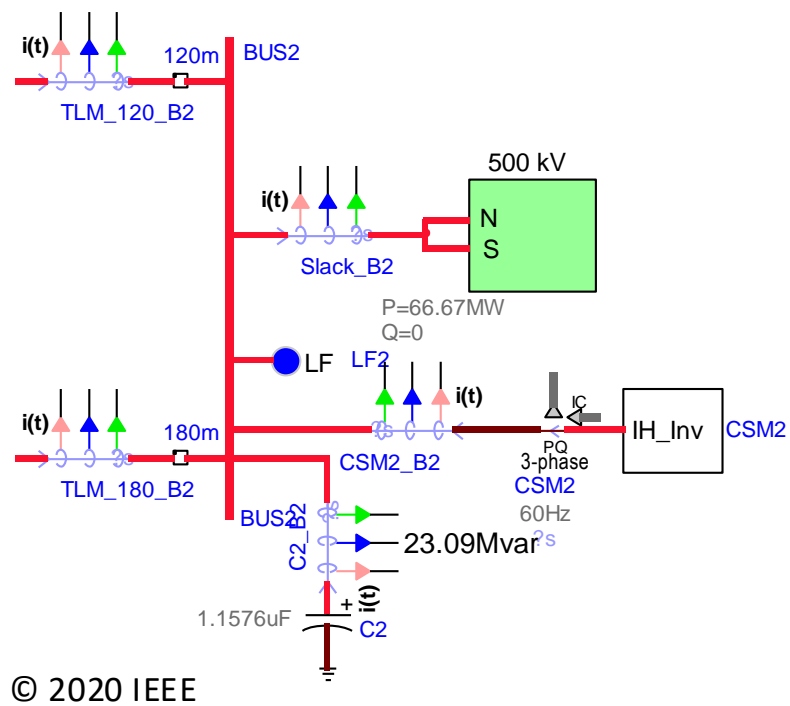 i(t)
120m
BUS2
TLM_120_B2
500 kV
i(t)
N
S
Slack_B2
P=66.67MW
Q=0
LF
LF2
i(t)
IC
i(t)
180m
IH_Inv
CSM2
CSM2_B2
PQ
3-phase
TLM_180_B2
CSM2
BUS2
60Hz
C2_B2
?s
23.09Mvar
?s
+
i(t)
1.1576uF
C2
© 2020 IEEE